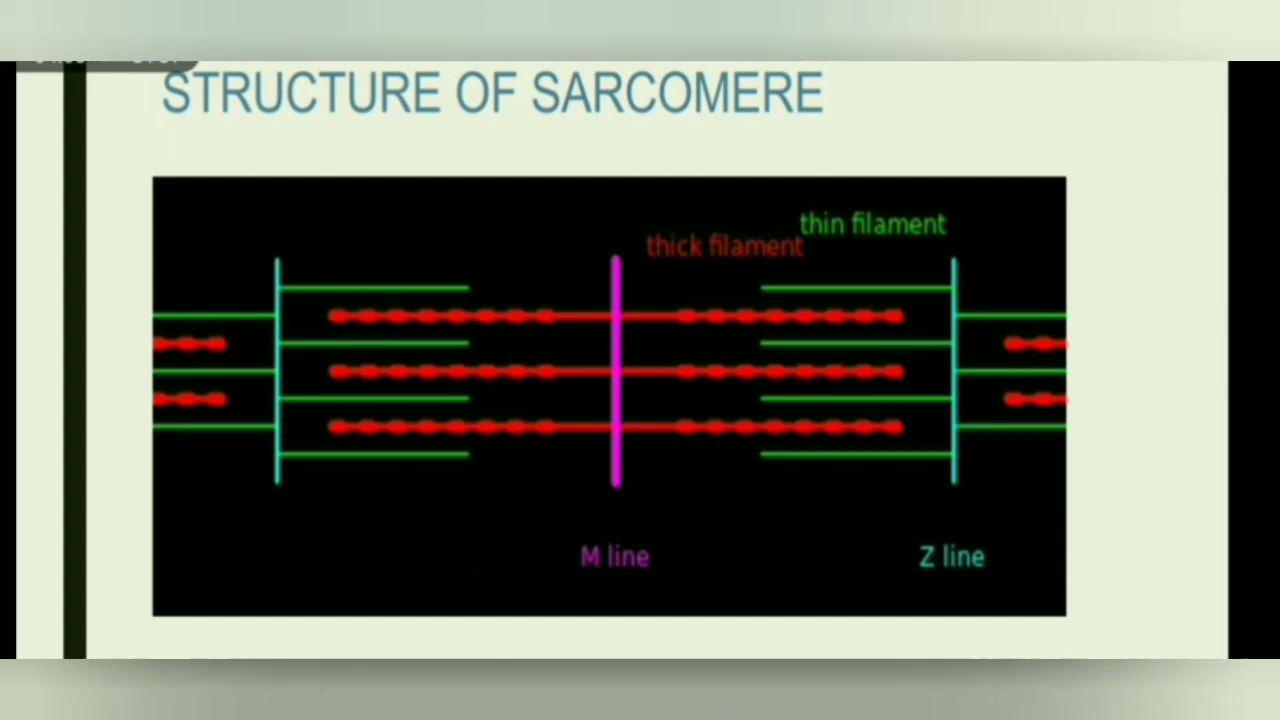 STRUCTURE OF SARCOMERE
thin filament
thick filament
M line
Z line